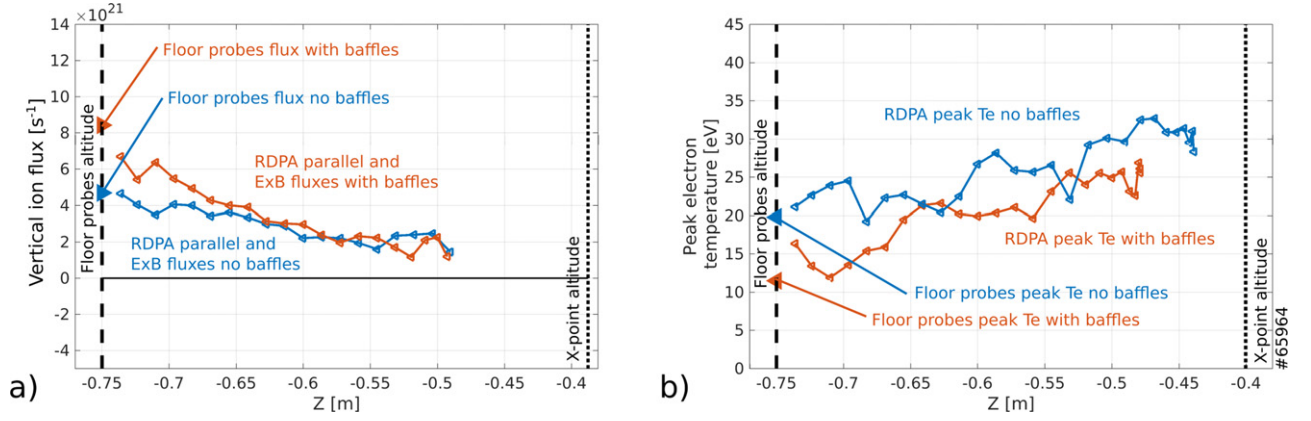 ×10^21
14
12
10
8
6
4
2
0
-2
-4
Vertical ion flux [s^-1]
Floor probes altitude
Floor probes flux with baffles
Floor probes flux no baffles
RDPA parallel and
ExB fluxes with baffles
RDPA parallel and
ExB fluxes no baffles
X-point altitude
-0.75 -0.7 -0.65 -0.6 -0.55 -0.5 -0.45 -0.4
Z [m]
a)
45
40
35
30
25
20
15
10
5
0
Peak electron
temperature [eV]
Floor probes altitude
RDPA peak Te no baffles
RDPA peak Te with baffles
Floor probes peak Te no baffles
Floor probes peak Te with baffles
X-point altitude
#65964
-0.75 -0.7 -0.65 -0.6 -0.55 -0.5 -0.45 -0.4
Z [m]
b)